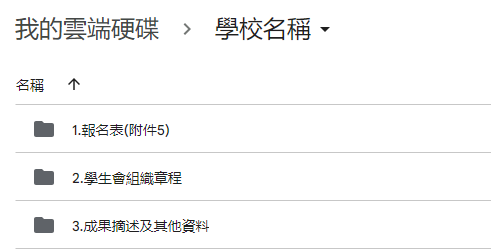 我的雲端硬碟 > 學校名稱
名稱
1.報名表(附件5)
2.學生會組織章程
3.成果摘述及其他資料